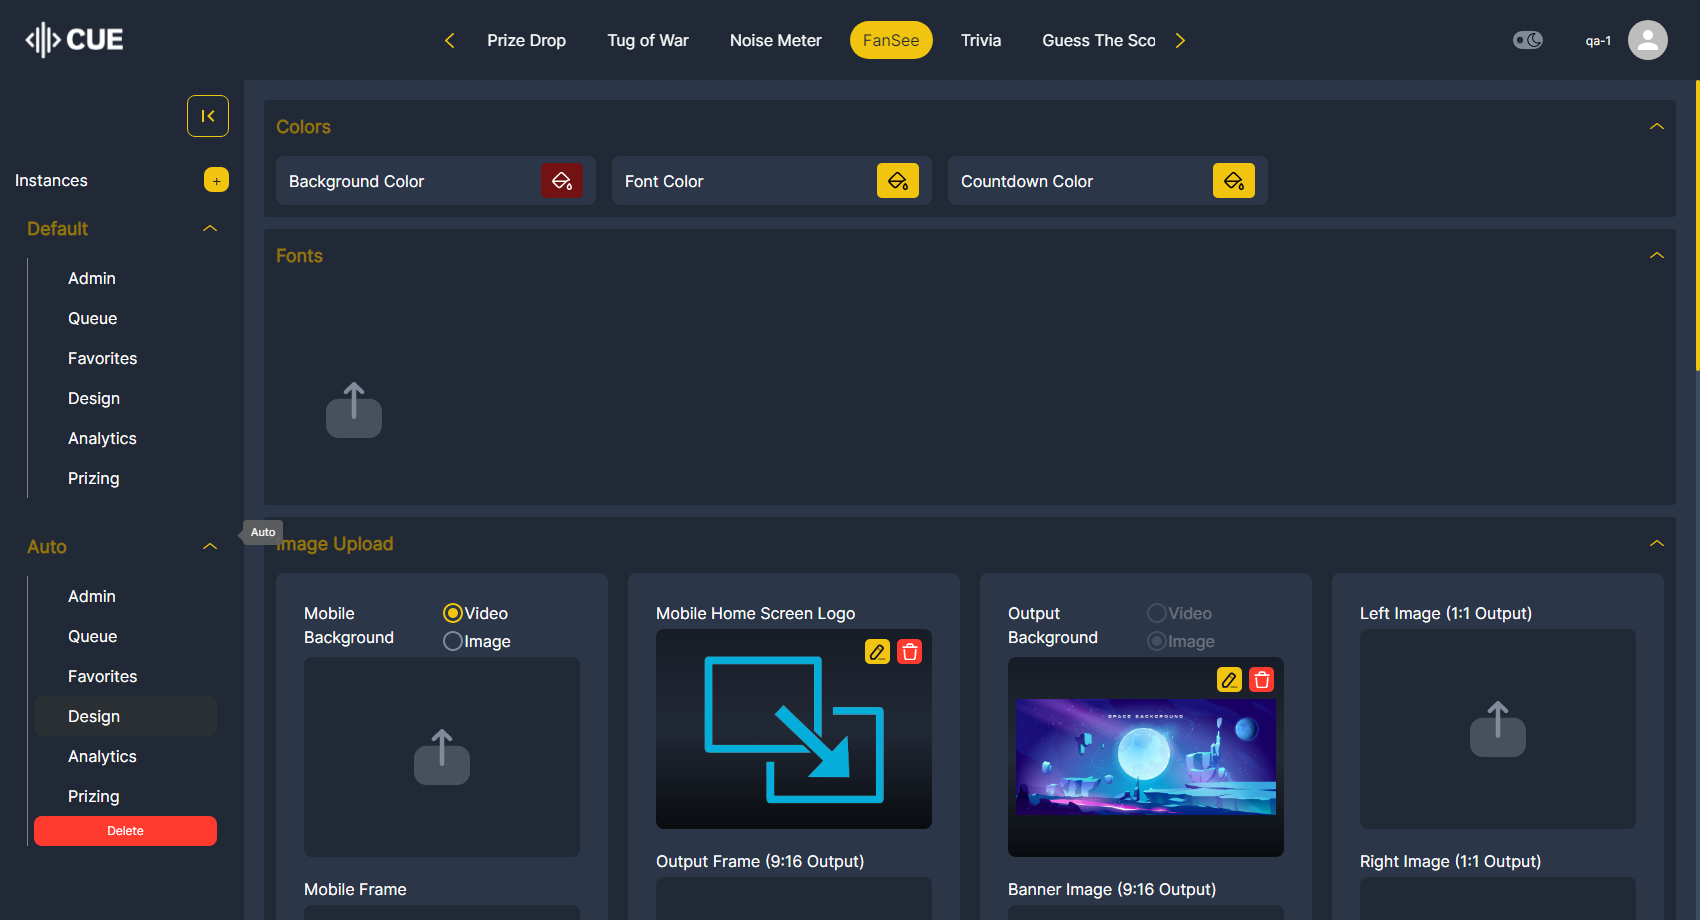 CUE
Prize Drop
Tug of War
Noise Meter
FanSee
Trivia
Guess The Sco
qa-1
Instances
+
Default
Admin
Queue
Favorites
Design
Analytics
Prizing
Auto
Admin
Queue
Favorites
Design
Analytics
Prizing
Delete
Auto
Colors
Background Color
Font Color
Countdown Color
Fonts
Image Upload
Mobile
Background
Video
Image
Mobile Frame
Mobile Home Screen Logo
Output Frame (9:16 Output)
Output
Background
Video
Image
SPACE BACKGROUND
Banner Image (9:16 Output)
Left Image (1:1 Output)
Right Image (1:1 Output)